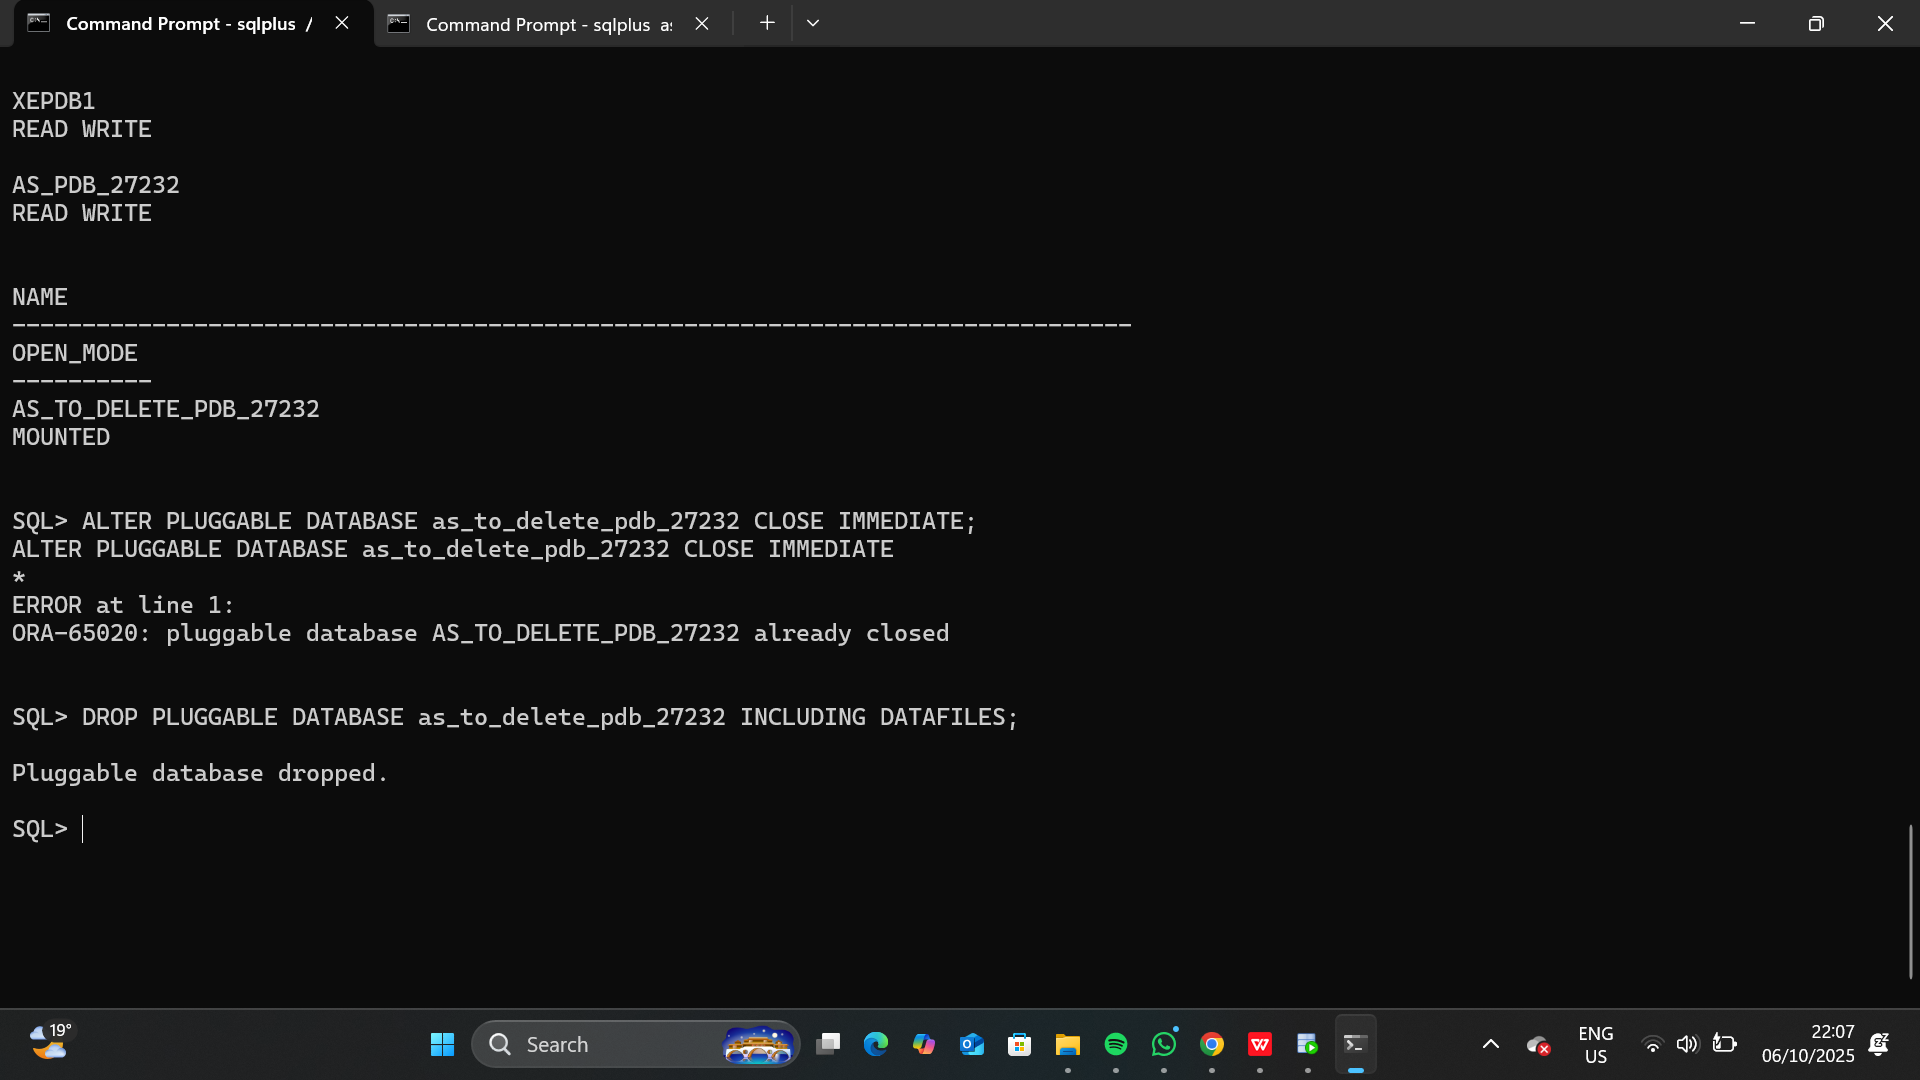 Command Prompt - sqlplus /
Command Prompt - sqlplus as
XEPDB1
READ WRITE
AS_PDB_27232
READ WRITE
NAME
--------------------------------------------------------------------------------
OPEN_MODE
----------
AS_TO_DELETE_PDB_27232
MOUNTED
SQL> ALTER PLUGGABLE DATABASE as_to_delete_pdb_27232 CLOSE IMMEDIATE;
ALTER PLUGGABLE DATABASE as_to_delete_pdb_27232 CLOSE IMMEDIATE
*
ERROR at line 1:
ORA-65020: pluggable database AS_TO_DELETE_PDB_27232 already closed
SQL> DROP PLUGGABLE DATABASE as_to_delete_pdb_27232 INCLUDING DATAFILES;
Pluggable database dropped.
SQL>
19°
Search
ENG
US
22:07
06/10/2025